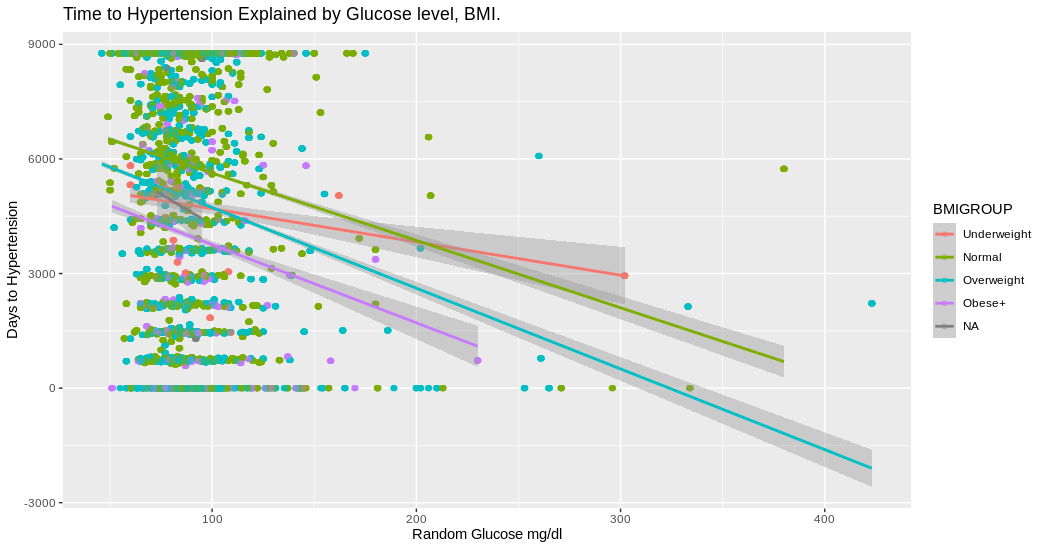 Time to Hypertension Explained by Glucose level, BMI.
9000
6000
3000
0
-3000
Days to Hypertension
100
200
300
400
Random Glucose mg/dl
BMIGROUP
Underweight
Normal
Overweight
Obese+
NA